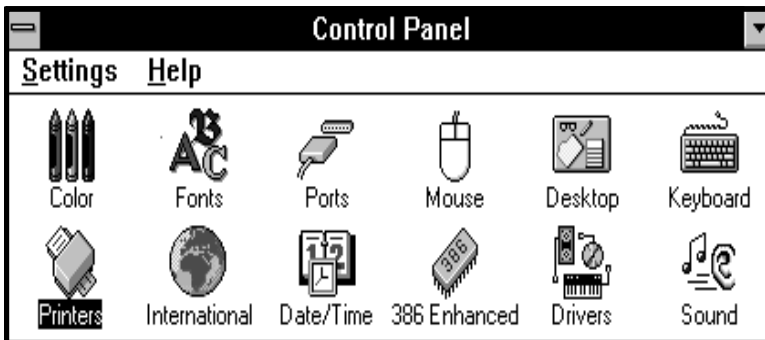 Control Panel
Settings Help
Color Fonts Ports Mouse Desktop Keyboard
Printers International Date/Time 386 Enhanced Drivers Sound